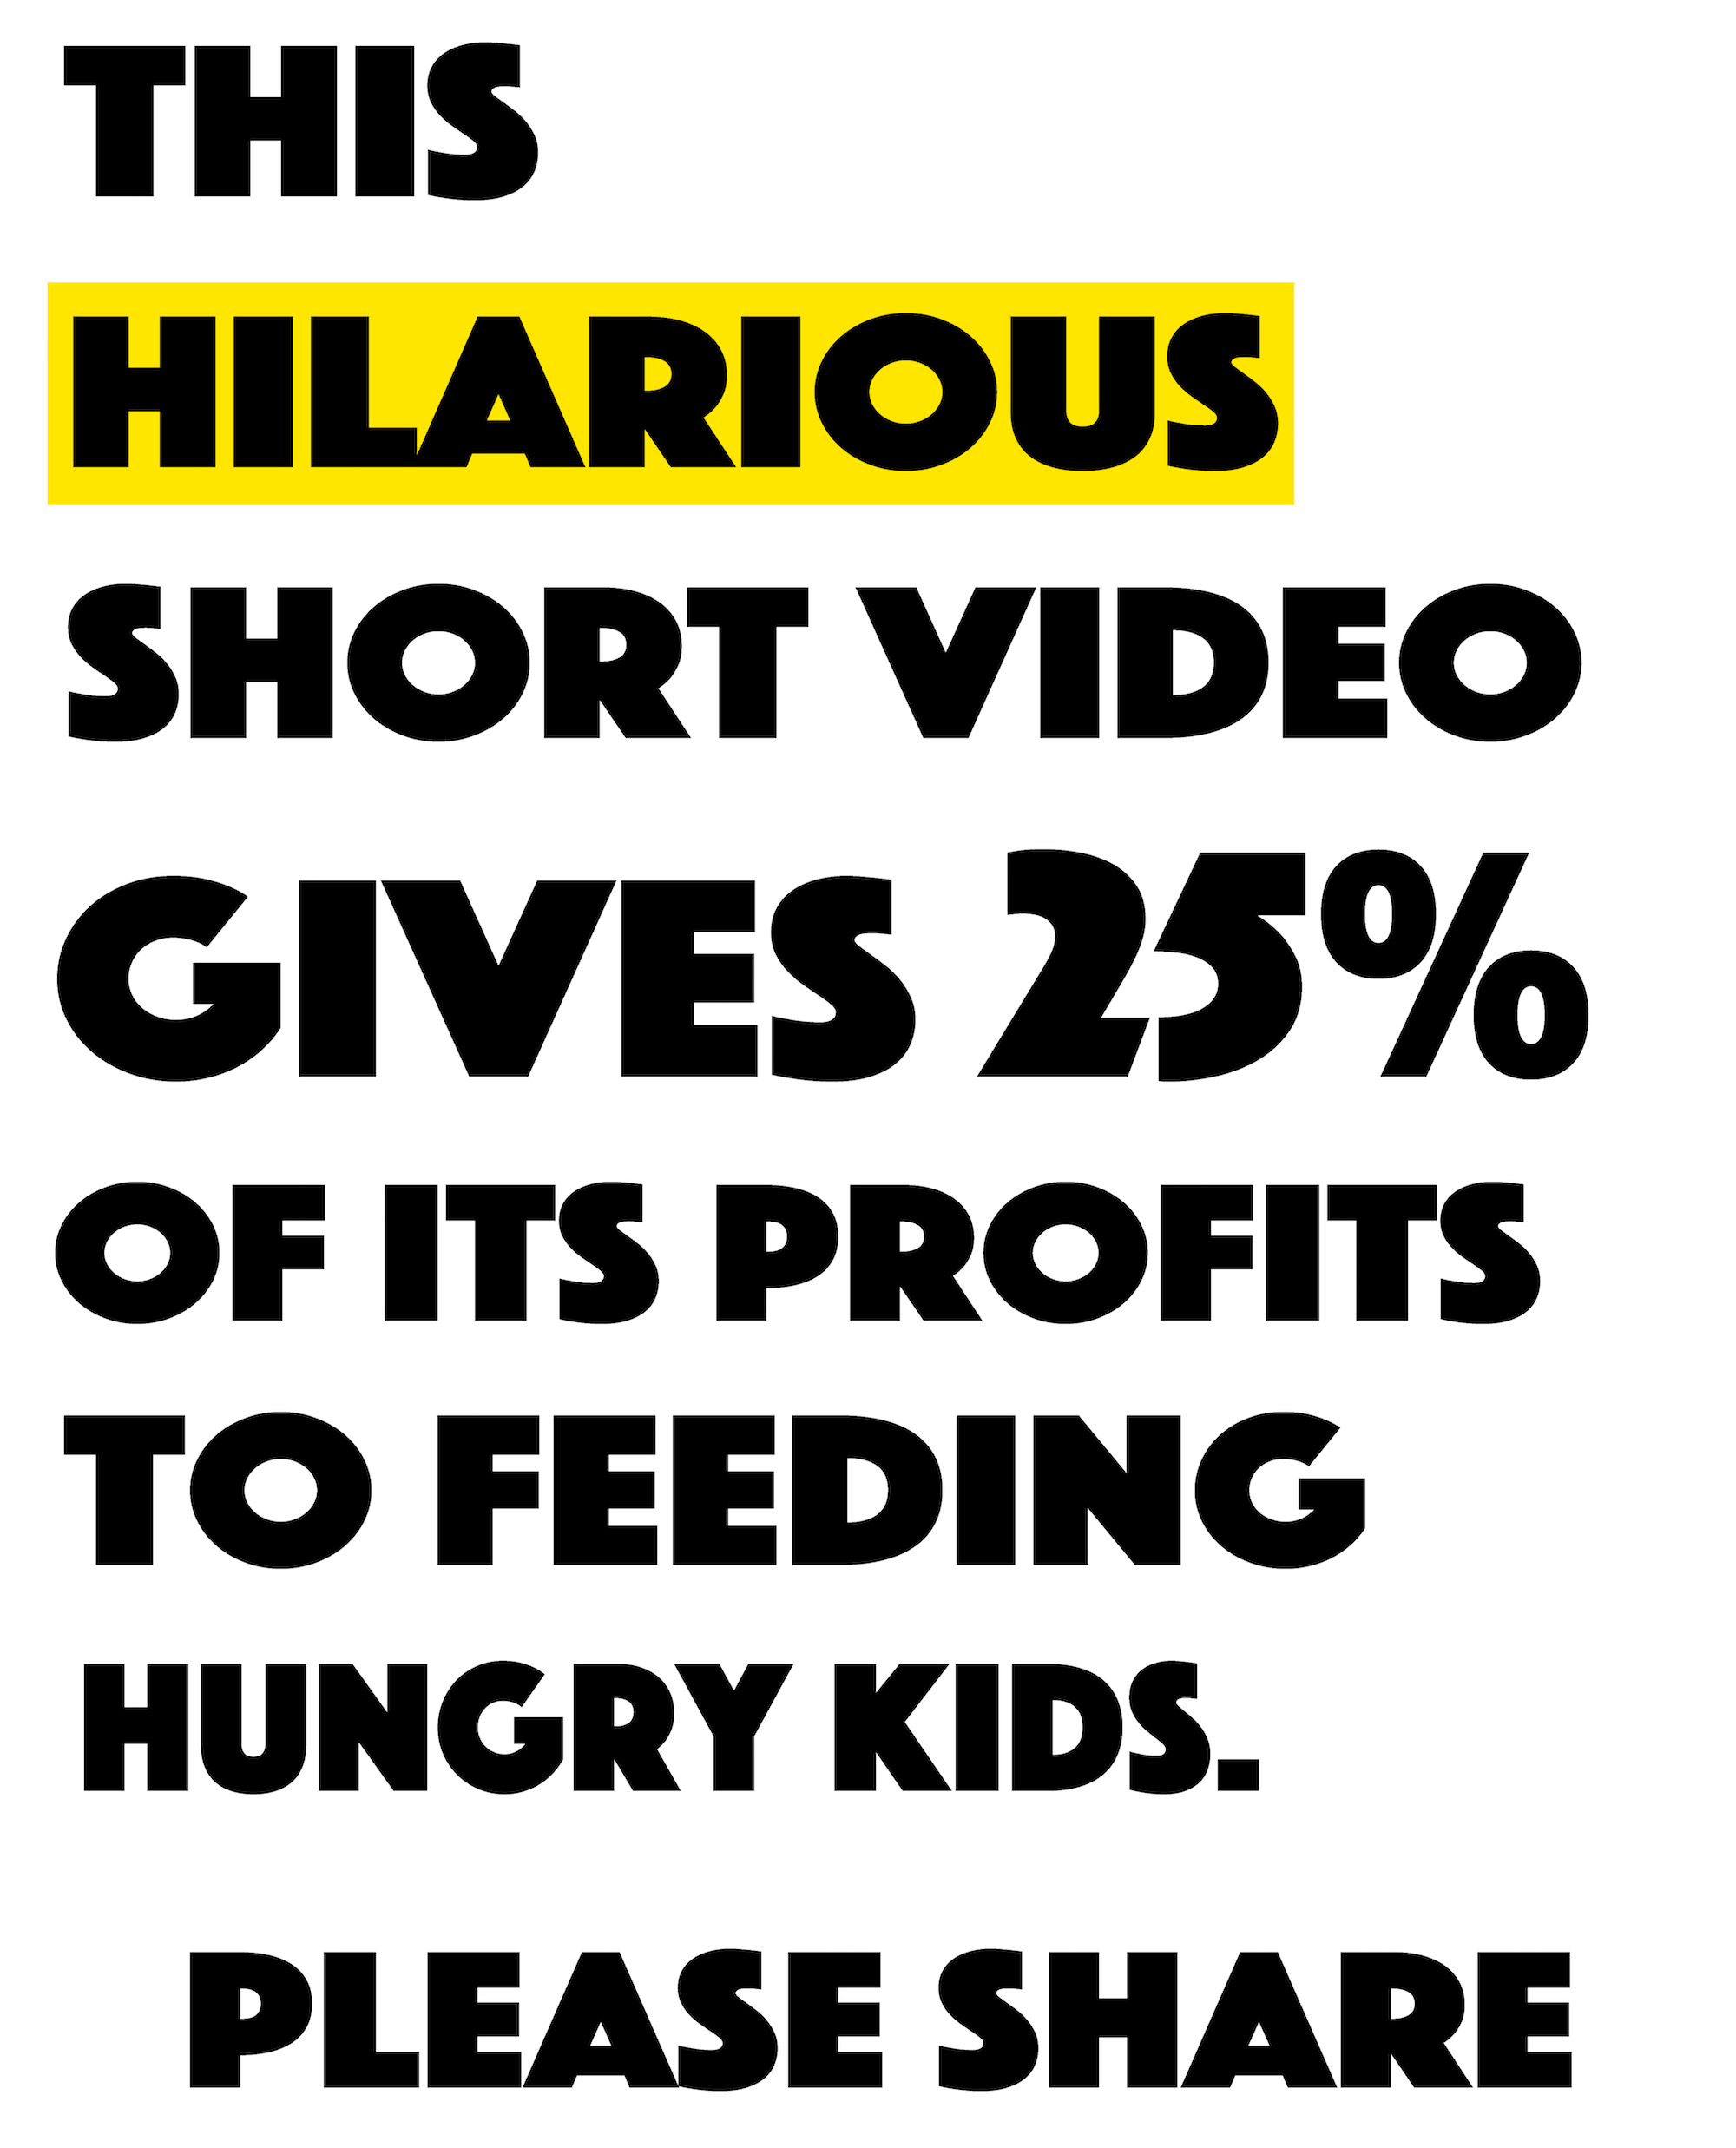 THIS
HILARIOUS
SHORT VIDEO
GIVES 25%
OF ITS PROFITS
TO FEEDING
HUNGRY KIDS.
PLEASE SHARE